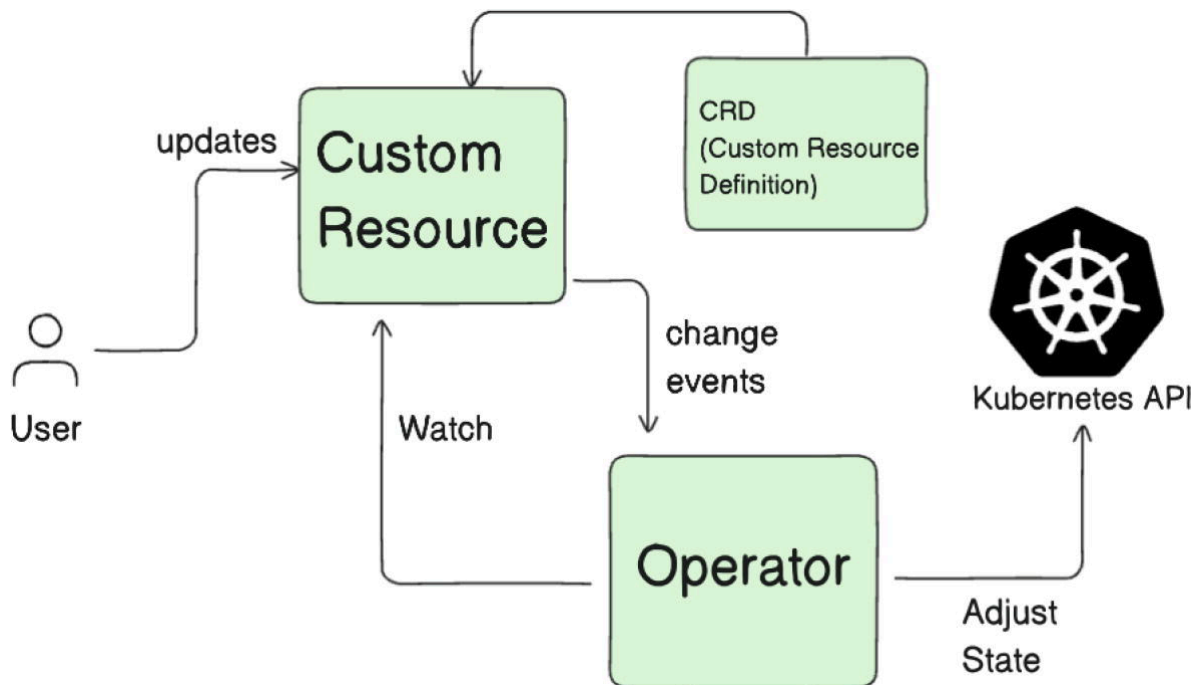 updates
Custom
Resource
CRD
(Custom Resource
Definition)
User
Watch
change
events
Kubernetes API
Operator
Adjust
State